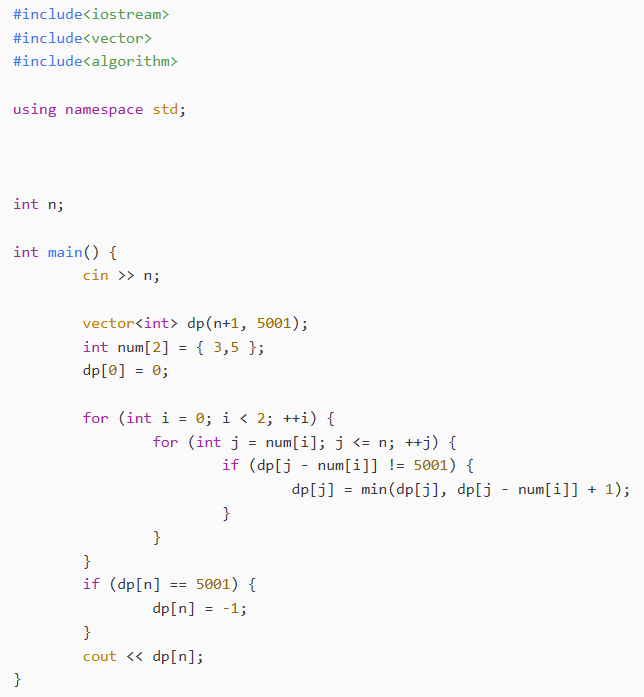 #include<iostream>
#include<vector>
#include<algorithm>
using namespace std;
int n;
int main() {
cin >> n;
vector<int> dp(n+1, 5001);
int num[2] = { 3,5 };
dp[0] = 0;
for (int i = 0; i < 2; ++i) {
for (int j = num[i]; j <= n; ++j) {
if (dp[j - num[i]] != 5001) {
dp[j] = min(dp[j], dp[j - num[i]] + 1);
}
}
}
if (dp[n] == 5001) {
dp[n] = -1;
}
cout << dp[n];
}